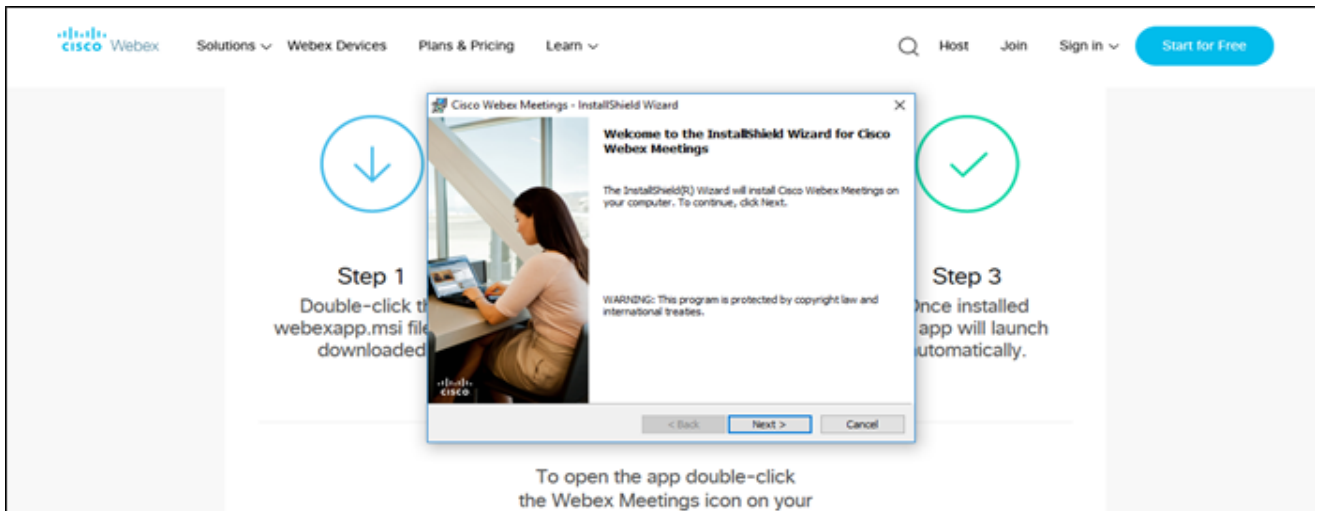 CISCO Webex
Solutions
Webex Devices
Plans & Pricing
Learn
Host
Join
Sign in
Start for Free
Cisco Webex Meetings - InstallShield Wizard
Welcome to the InstallShield Wizard for Cisco
Webex Meetings
The InstallShield(R) Wizard will install Cisco Webex Meetings on
your computer. To continue, click Next.
WARNING: This program is protected by copyright law and
international treaties.
CISCO
< Back
Next >
Cancel
Step 1
Double-click
webexapp.msi
downloaded
Step 3
installed
app will launch
To open the app double-click
the Webex Meetings icon on your